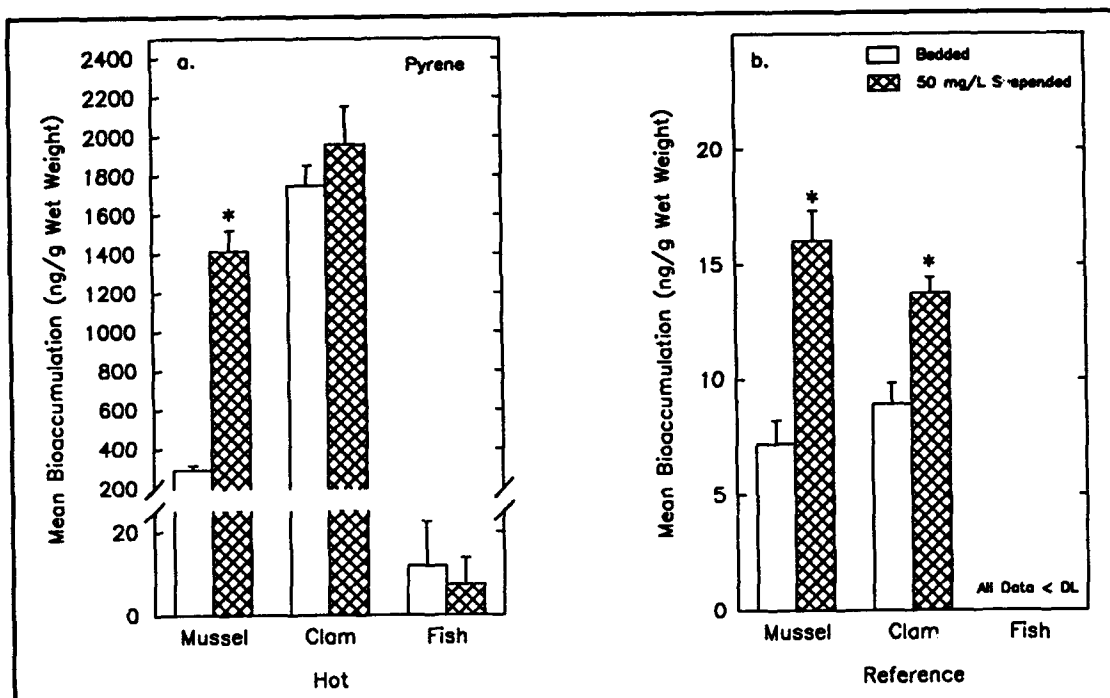 a.
Pyrene
Mean Bioaccumulation (ng/g Wet Weight)
2400
2200
2000
1800
1600
1400
1200
1000
800
600
400
200
20
0
*
Mussel Clam Fish
Hot
b.
Bedded
50 mg/L
Mean Bioaccumulation (ng/g Wet Weight)
20
15
10
5
0
*
*
All Data < DL
Mussel Clam Fish
Reference